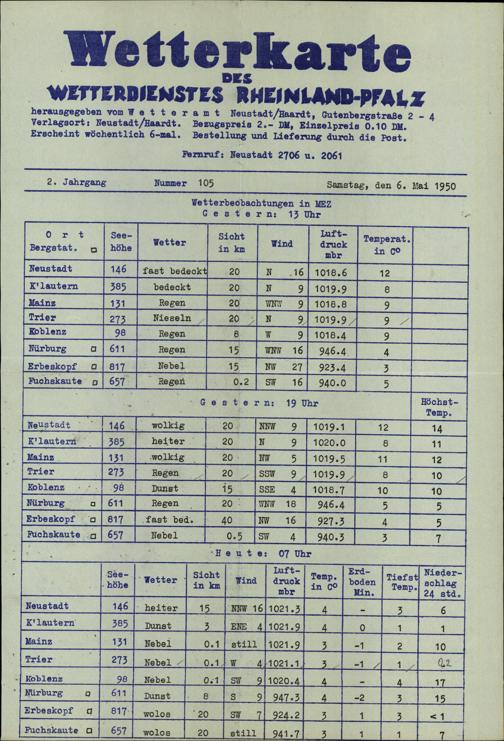 Wetterkarte
DES
WETTERDIENSTES RHEINLAND-PFALZ
herausgegeben vom Wetteramt Neustadt/Haardt, Gutenbergstraße 2 - 4
Verlagsort: Neustadt/Haardt. Bezugspreis 2.- DM, Einzelpreis 0.10 DM.
Erscheint wöchentlich 6-mal. Bestellung und Lieferung durch die Post.
Fernruf: Neustadt 2706 u. 2061
2. Jahrgang Nummer 105 Samstag, den 6. Mai 1950
Wetterbeobachtungen in MEZ
Gestern: 13 Uhr
Ort Bergstat. □ See-höhe Wetter Sicht in km Wind Luft-druck mbr Temperat. in C°
Neustadt 146 fast bedeckt 20 N 16 1018.6 12
K'lautern 385 bedeckt 20 N 9 1019.9 8
Mainz 131 Regen 20 WNW 9 1018.8 9
Trier 273 Nieseln 20 N 9 1019.9 9
Koblenz 98 Regen 8 W 9 1018.4 9
Nürburg □ 611 Regen 15 WNW 16 946.4 4
Erbeskopf □ 817 Nebel 15 NW 27 923.4 3
Fuchskaute □ 657 Regen 0.2 SW 16 940.0 5
Gestern: 19 Uhr Höchst-Temp.
Neustadt 146 wolkig 20 NNW 9 1019.1 12 14
K'lautern 385 heiter 20 N 9 1020.0 8 11
Mainz 131 wolkig 20 NW 5 1019.5 11 12
Trier 273 Regen 20 SSW 9 1019.9 8 10
Koblenz 98 Dunst 15 SSE 4 1018.7 10 10
Nürburg □ 611 Regen 20 WNW 18 946.4 5 5
Erbeskopf □ 817 fast bed. 40 NW 16 927.3 4 5
Fuchskaute □ 657 Nebel 0.5 SW 4 940.3 3 7
Heute: 07 Uhr
See-höhe Wetter Sicht in km Wind Luft-druck mbr Temp. in C° Erd-boden Min. Tiefst Temp. Nieder-schlag 24 std.
Neustadt 146 heiter 15 NNW 16 1021.3 4 - 3 6
K'lautern 385 Dunst 3 ENE 4 1021.9 4 0 1 1
Mainz 131 Nebel 0.1 still 1021.9 3 -1 2 10
Trier 273 Nebel 0.1 W 4 1021.1 3 -1 1 0,2
Koblenz 98 Nebel 0.1 SW 9 1020.4 4 - 4 17
Nürburg □ 611 Dunst 8 S 9 947.3 4 -2 3 15
Erbeskopf □ 817 wolos 20 SW 7 924.2 3 1 3 <1
Fuchskaute □ 657 wolos 20 still 941.7 3 1 1 7